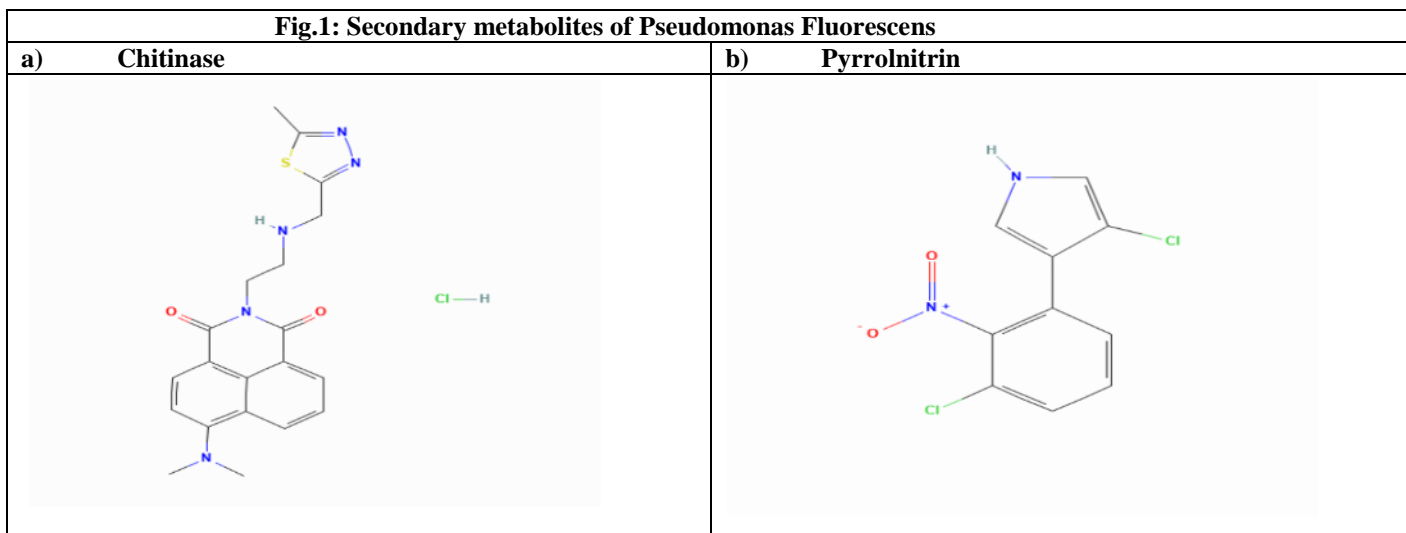 Fig.1: Secondary metabolites of Pseudomonas Fluorescens
a) Chitinase
b) Pyrrolnitrin
N
N
S
H
N
O
N
O
Cl H
N
H
N
Cl
O
N +
- O
Cl